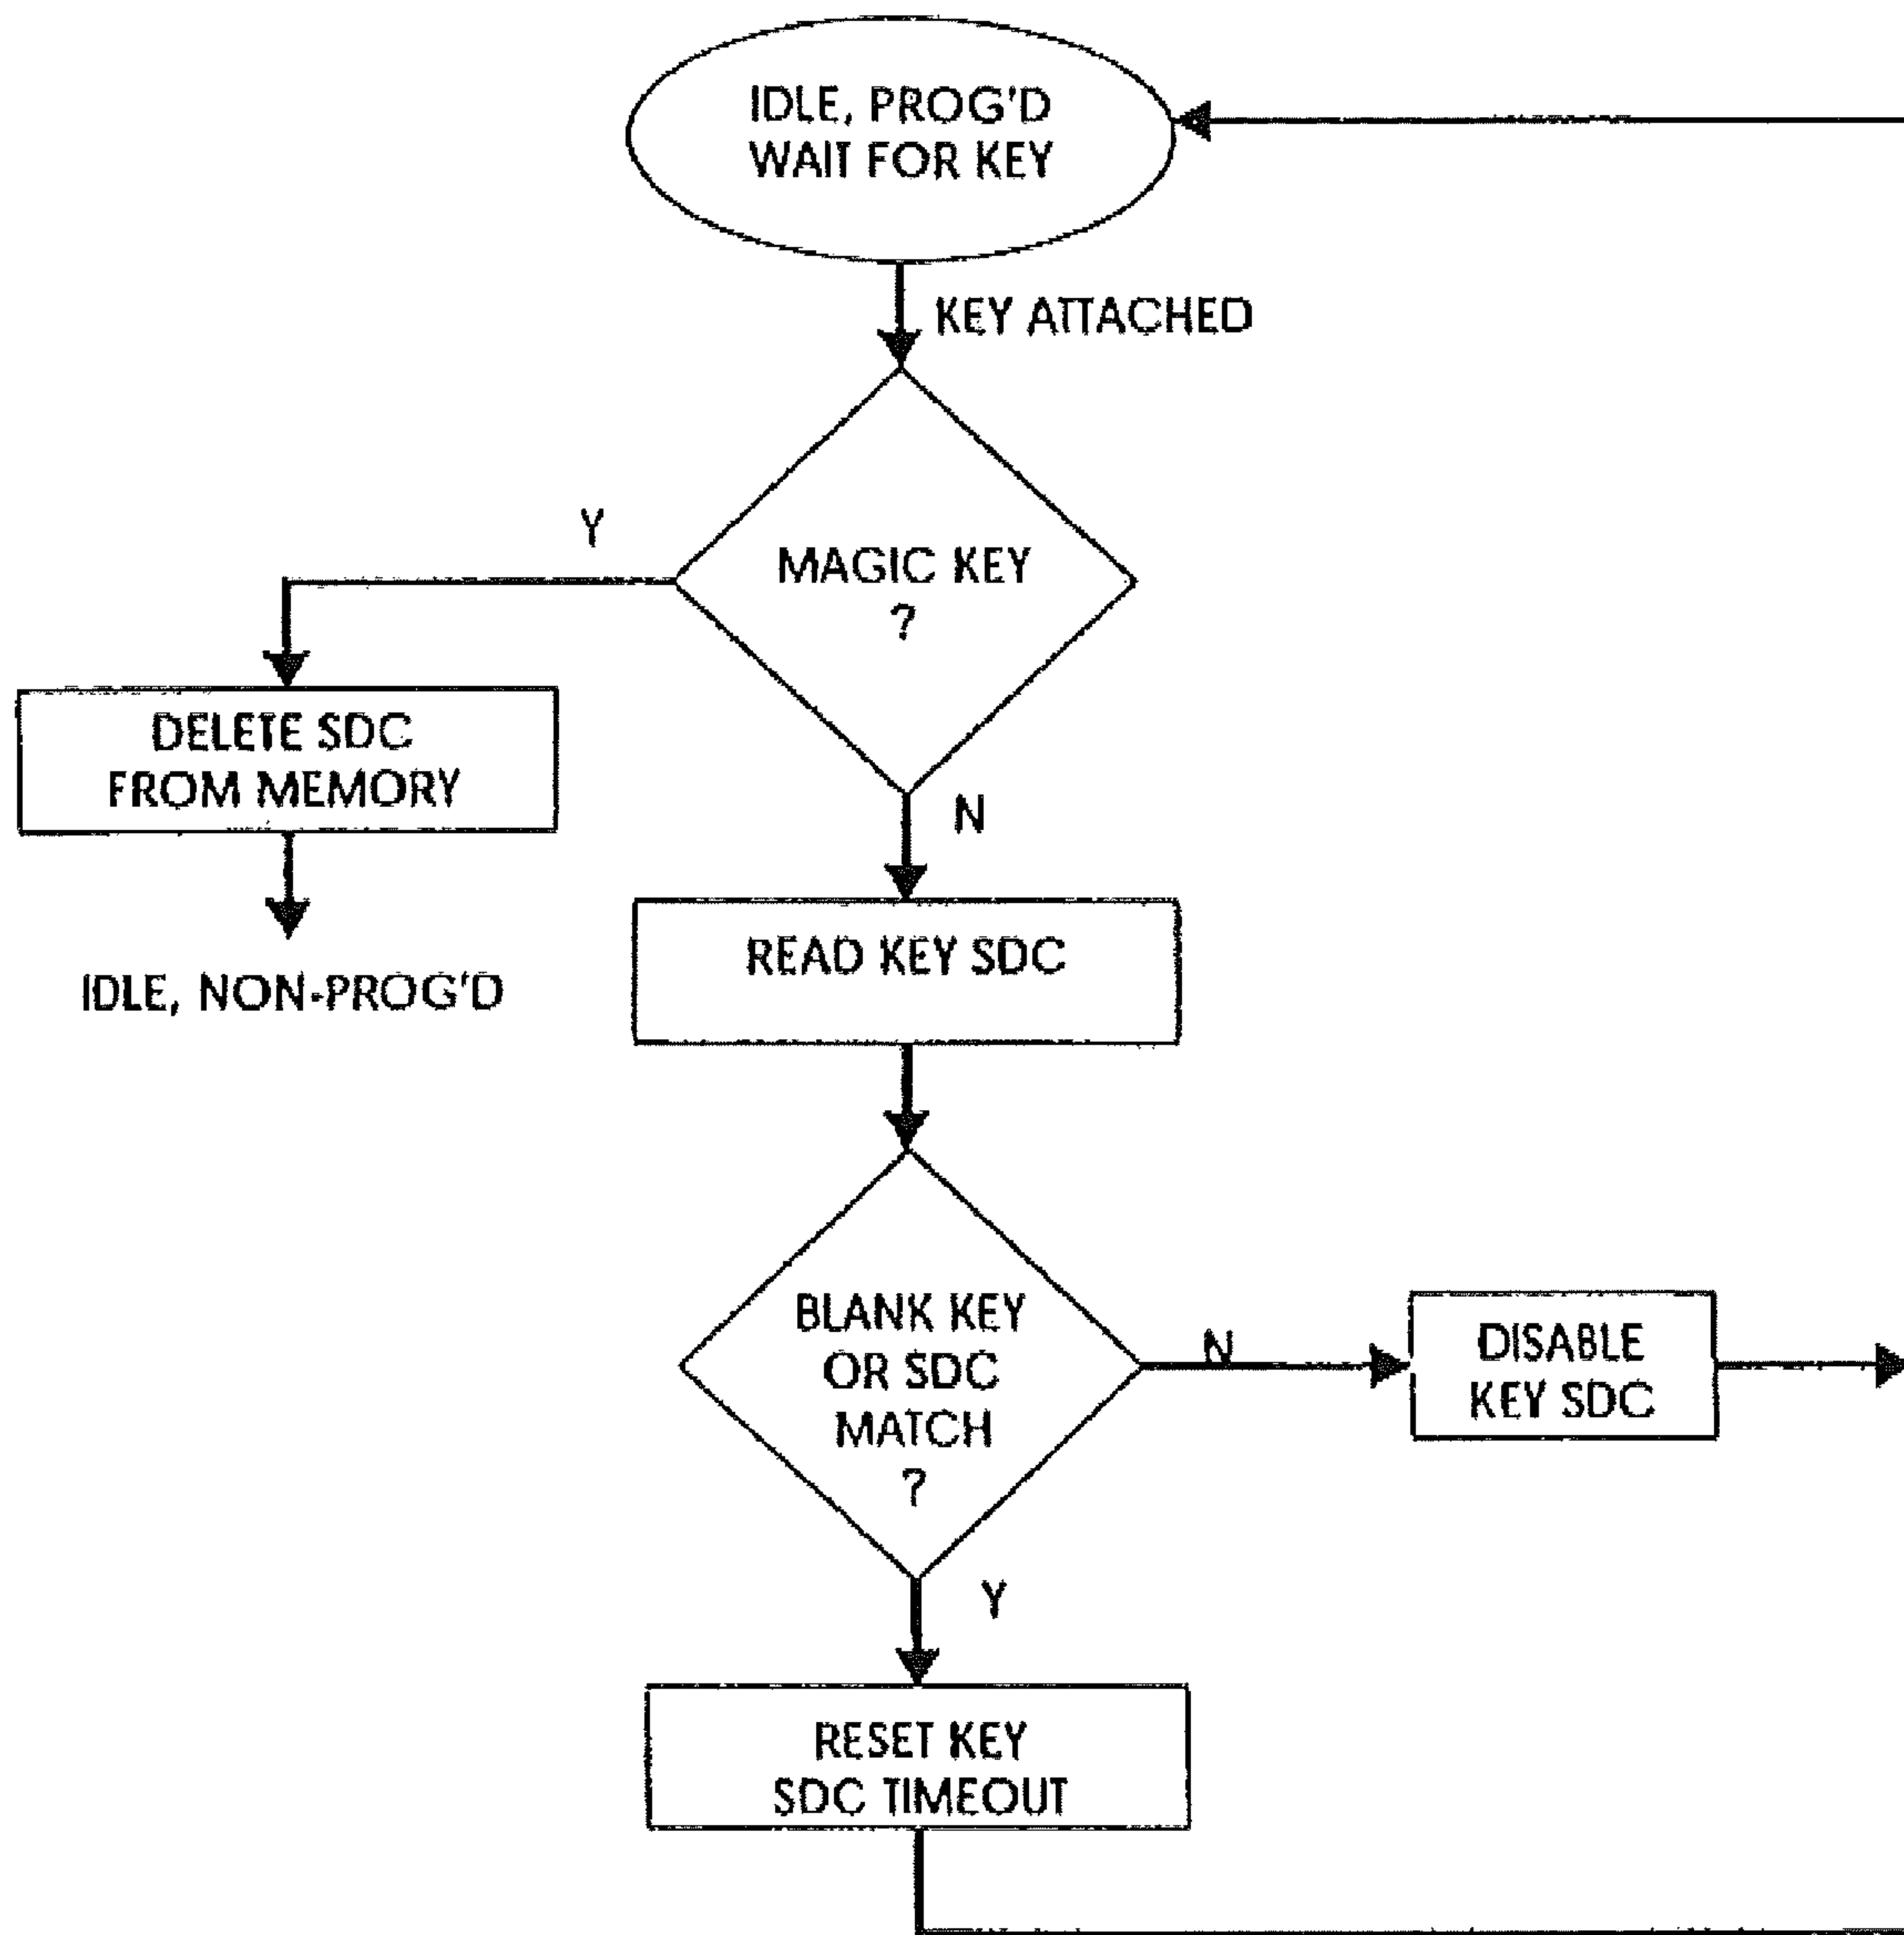 IDLE, PROG'D
WAIT FOR KEY
KEY ATTACHED
Y
MAGIC KEY
?
DELETE SDC
FROM MEMORY
N
IDLE, NON-PROG'D
READ KEY SDC
BLANK KEY
OR SDC
MATCH
?
N
DISABLE
KEY SDC
Y
RESET KEY
SDC TIMEOUT